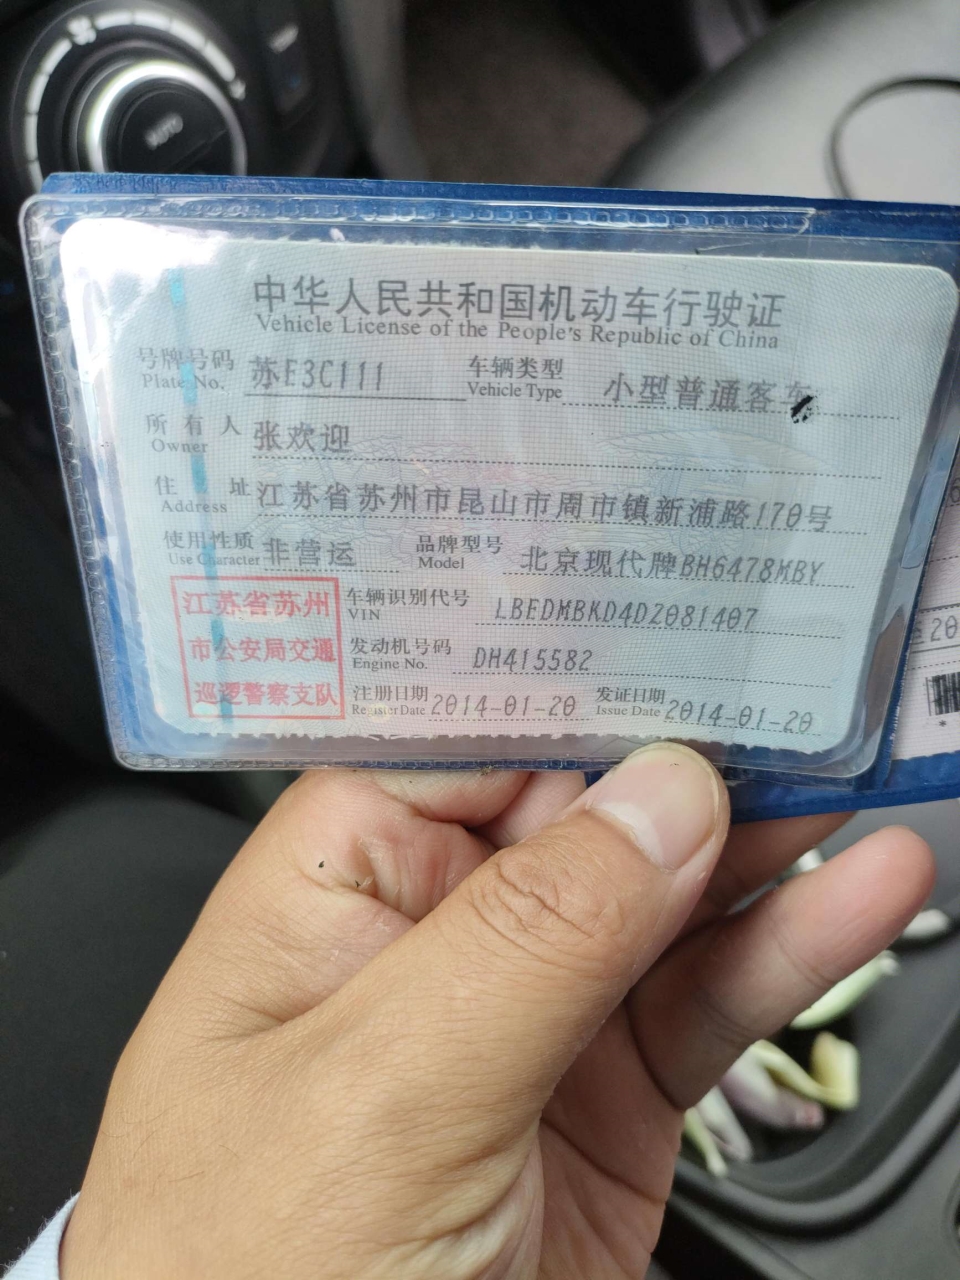 AUTO
中华人民共和国机动车行驶证
Vehicle License of the People's Republic of China
号牌号码 苏E3C111 车辆类型 小型普通客车
Plate No. Vehicle Type
所有人 张欢迎
Owner
住址 江苏省苏州市昆山市周市镇新浦路170号
Address
使用性质 非营运 品牌型号 北京现代牌BH6478MBY
Use Character Model
江苏省苏州
市公安局交通
巡逻警察支队
车辆识别代号 LBEDMBKD4DZ081407
VIN
发动机号码 DH415582
Engine No.
注册日期 2014-01-20 发证日期 2014-01-20
Register Date Issue Date